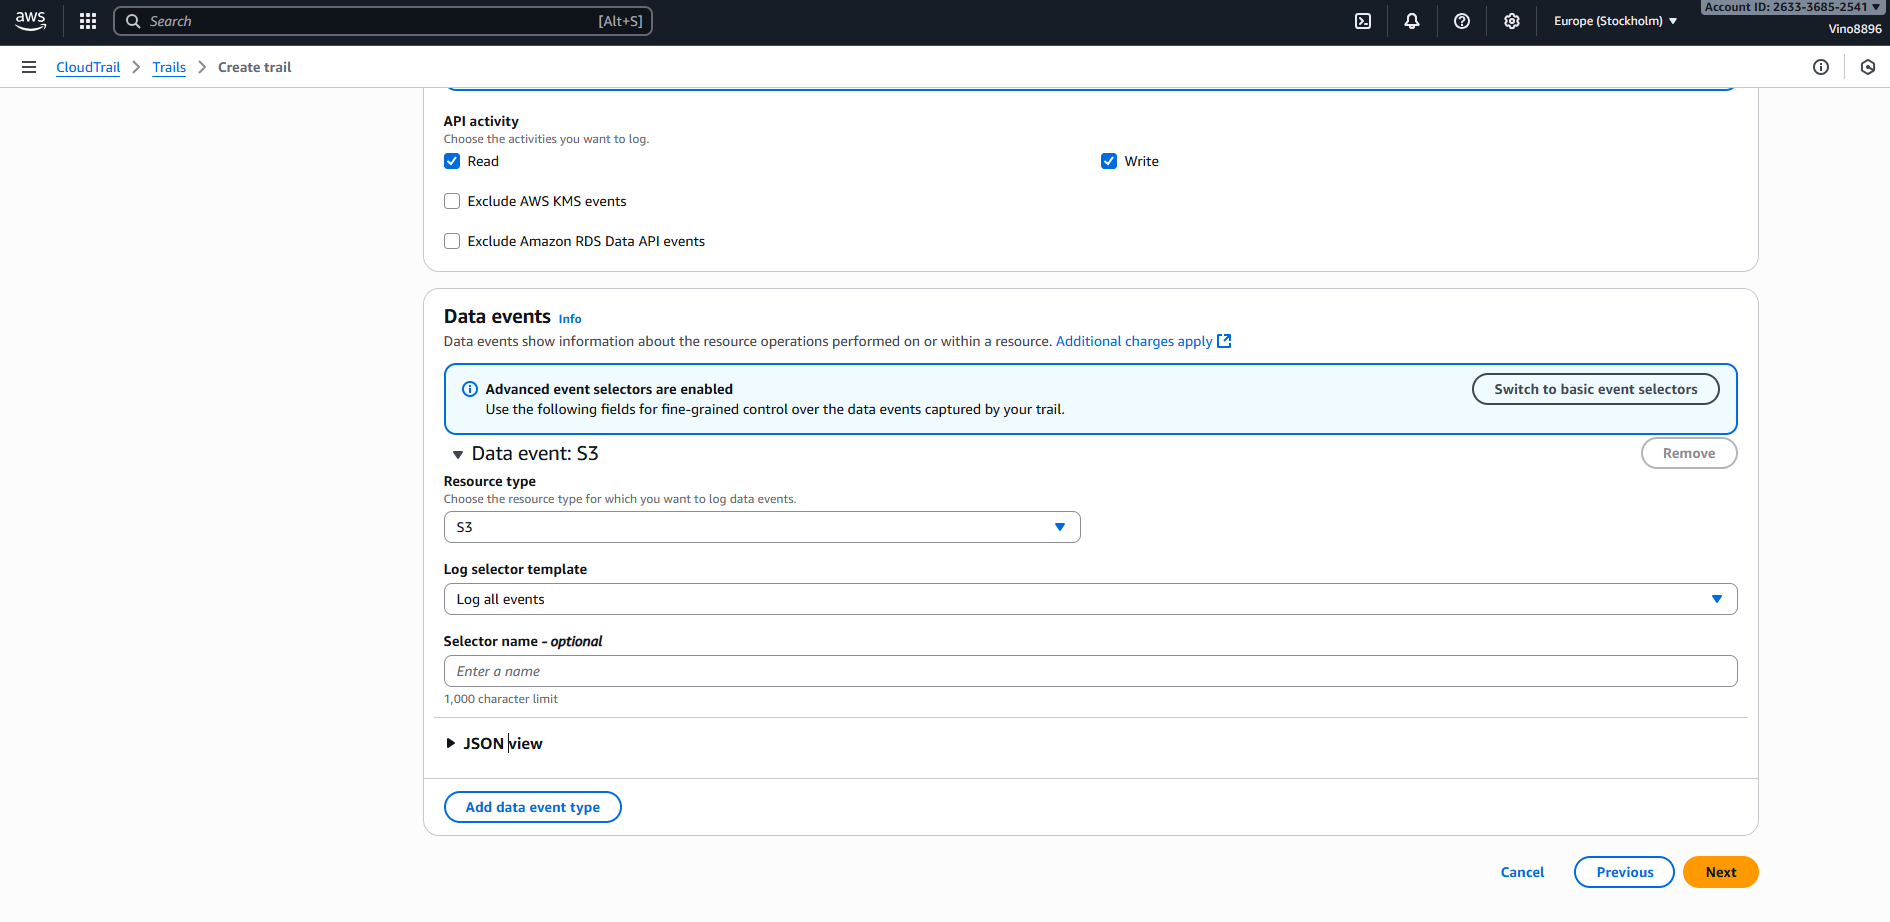 aws
Search [Alt+S]
Europe (Stockholm)
Account ID: 2633-3685-2541
Vino8896
CloudTrail > Trails > Create trail
API activity
Choose the activities you want to log.
Read Write
Exclude AWS KMS events
Exclude Amazon RDS Data API events
Data events Info
Data events show information about the resource operations performed on or within a resource. Additional charges apply
Advanced event selectors are enabled
Use the following fields for fine-grained control over the data events captured by your trail.
Switch to basic event selectors
Data event: S3 Remove
Resource type
Choose the resource type for which you want to log data events.
S3
Log selector template
Log all events
Selector name - optional
Enter a name
1,000 character limit
JSON view
Add data event type
Cancel Previous Next